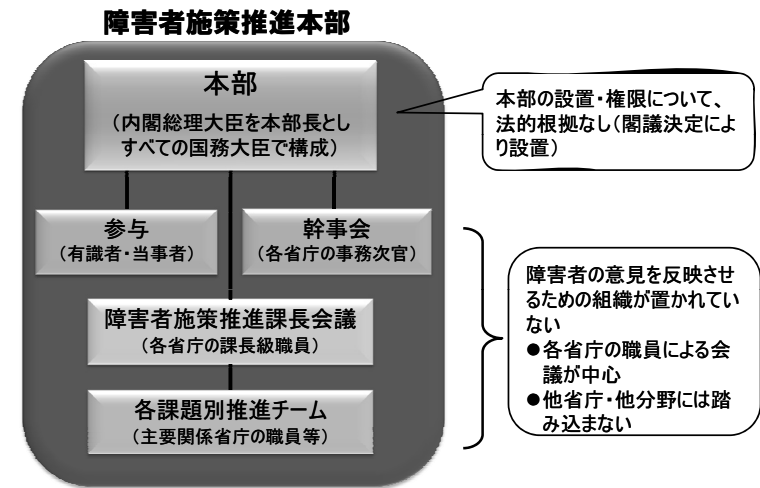 障害者施策推進本部
本部
（内閣総理大臣を本部長とし
すべての国務大臣で構成）
本部の設置・権限について、
法的根拠なし（閣議決定によ
り設置）
参与
（有識者・当事者）
幹事会
（各省庁の事務次官）
障害者施策推進課長会議
（各省庁の課長級職員）
各課題別推進チーム
（主要関係省庁の職員等）
障害者の意見を反映させ
るための組織が置かれてい
ない
●各省庁の職員による会
議が中心
●他省庁・他分野には踏
み込まない